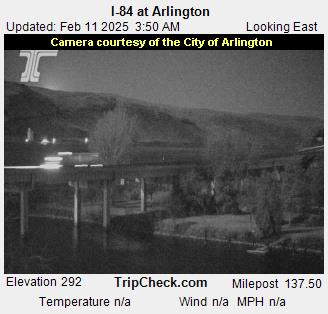 I-84 at Arlington
Updated: Feb 11 2025 3:50 AM Looking East
Camera courtesy of the City of Arlington
Elevation 292 TripCheck.com Milepost 137.50
Temperature n/a Wind n/a MPH n/a